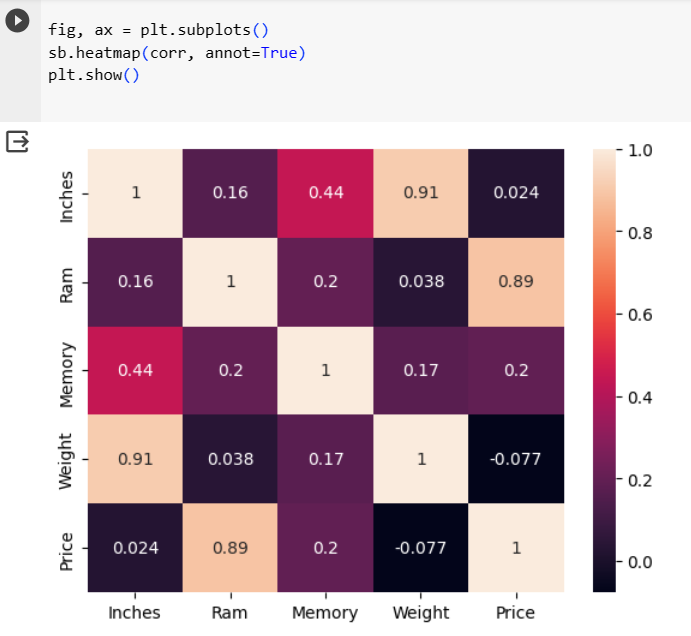 fig, ax = plt.subplots()
sb.heatmap(corr, annot=True)
plt.show()
Inches 1 0.16 0.44 0.91 0.024
Ram 0.16 1 0.2 0.038 0.89
Memory 0.44 0.2 1 0.17 0.2
Weight 0.91 0.038 0.17 1 -0.077
Price 0.024 0.89 0.2 -0.077 1
Inches Ram Memory Weight Price
1.0
0.8
0.6
0.4
0.2
0.0